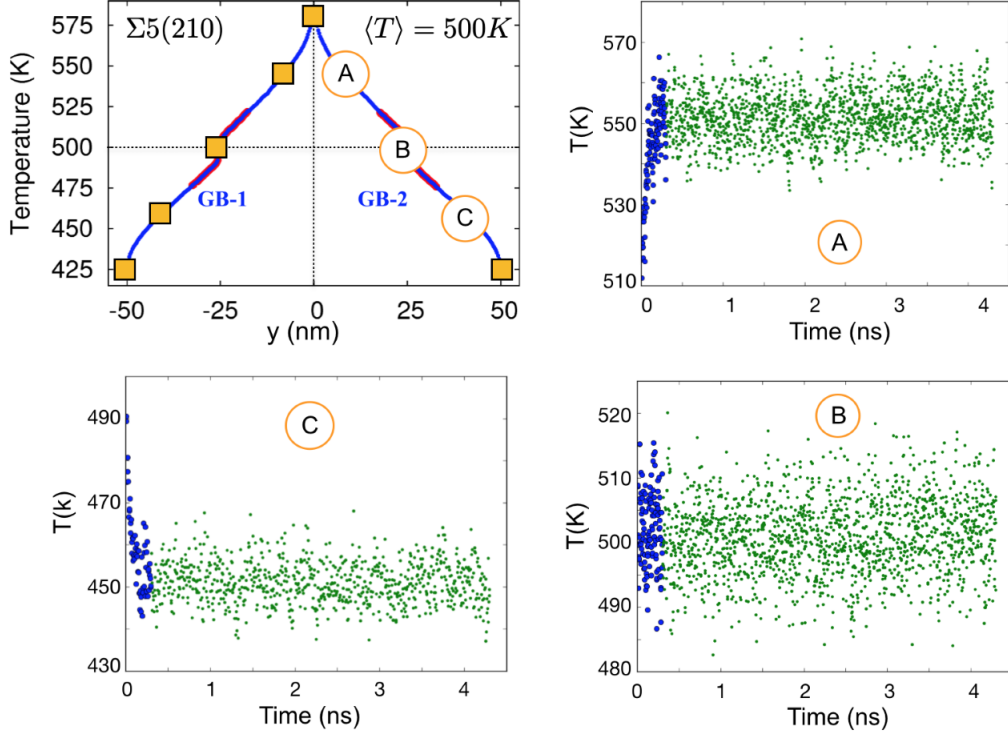 Σ5(210)
⟨T⟩ = 500K
Temperature (K)
575
550
525
500
475
450
425
A
B
C
GB-1
GB-2
-50
-25
0
25
50
y (nm)
T(K)
570
550
530
510
A
0
1
2
3
4
Time (ns)
T(k)
490
470
450
430
C
0
1
2
3
4
Time (ns)
T(K)
520
510
500
490
480
B
0
1
2
3
4
Time (ns)